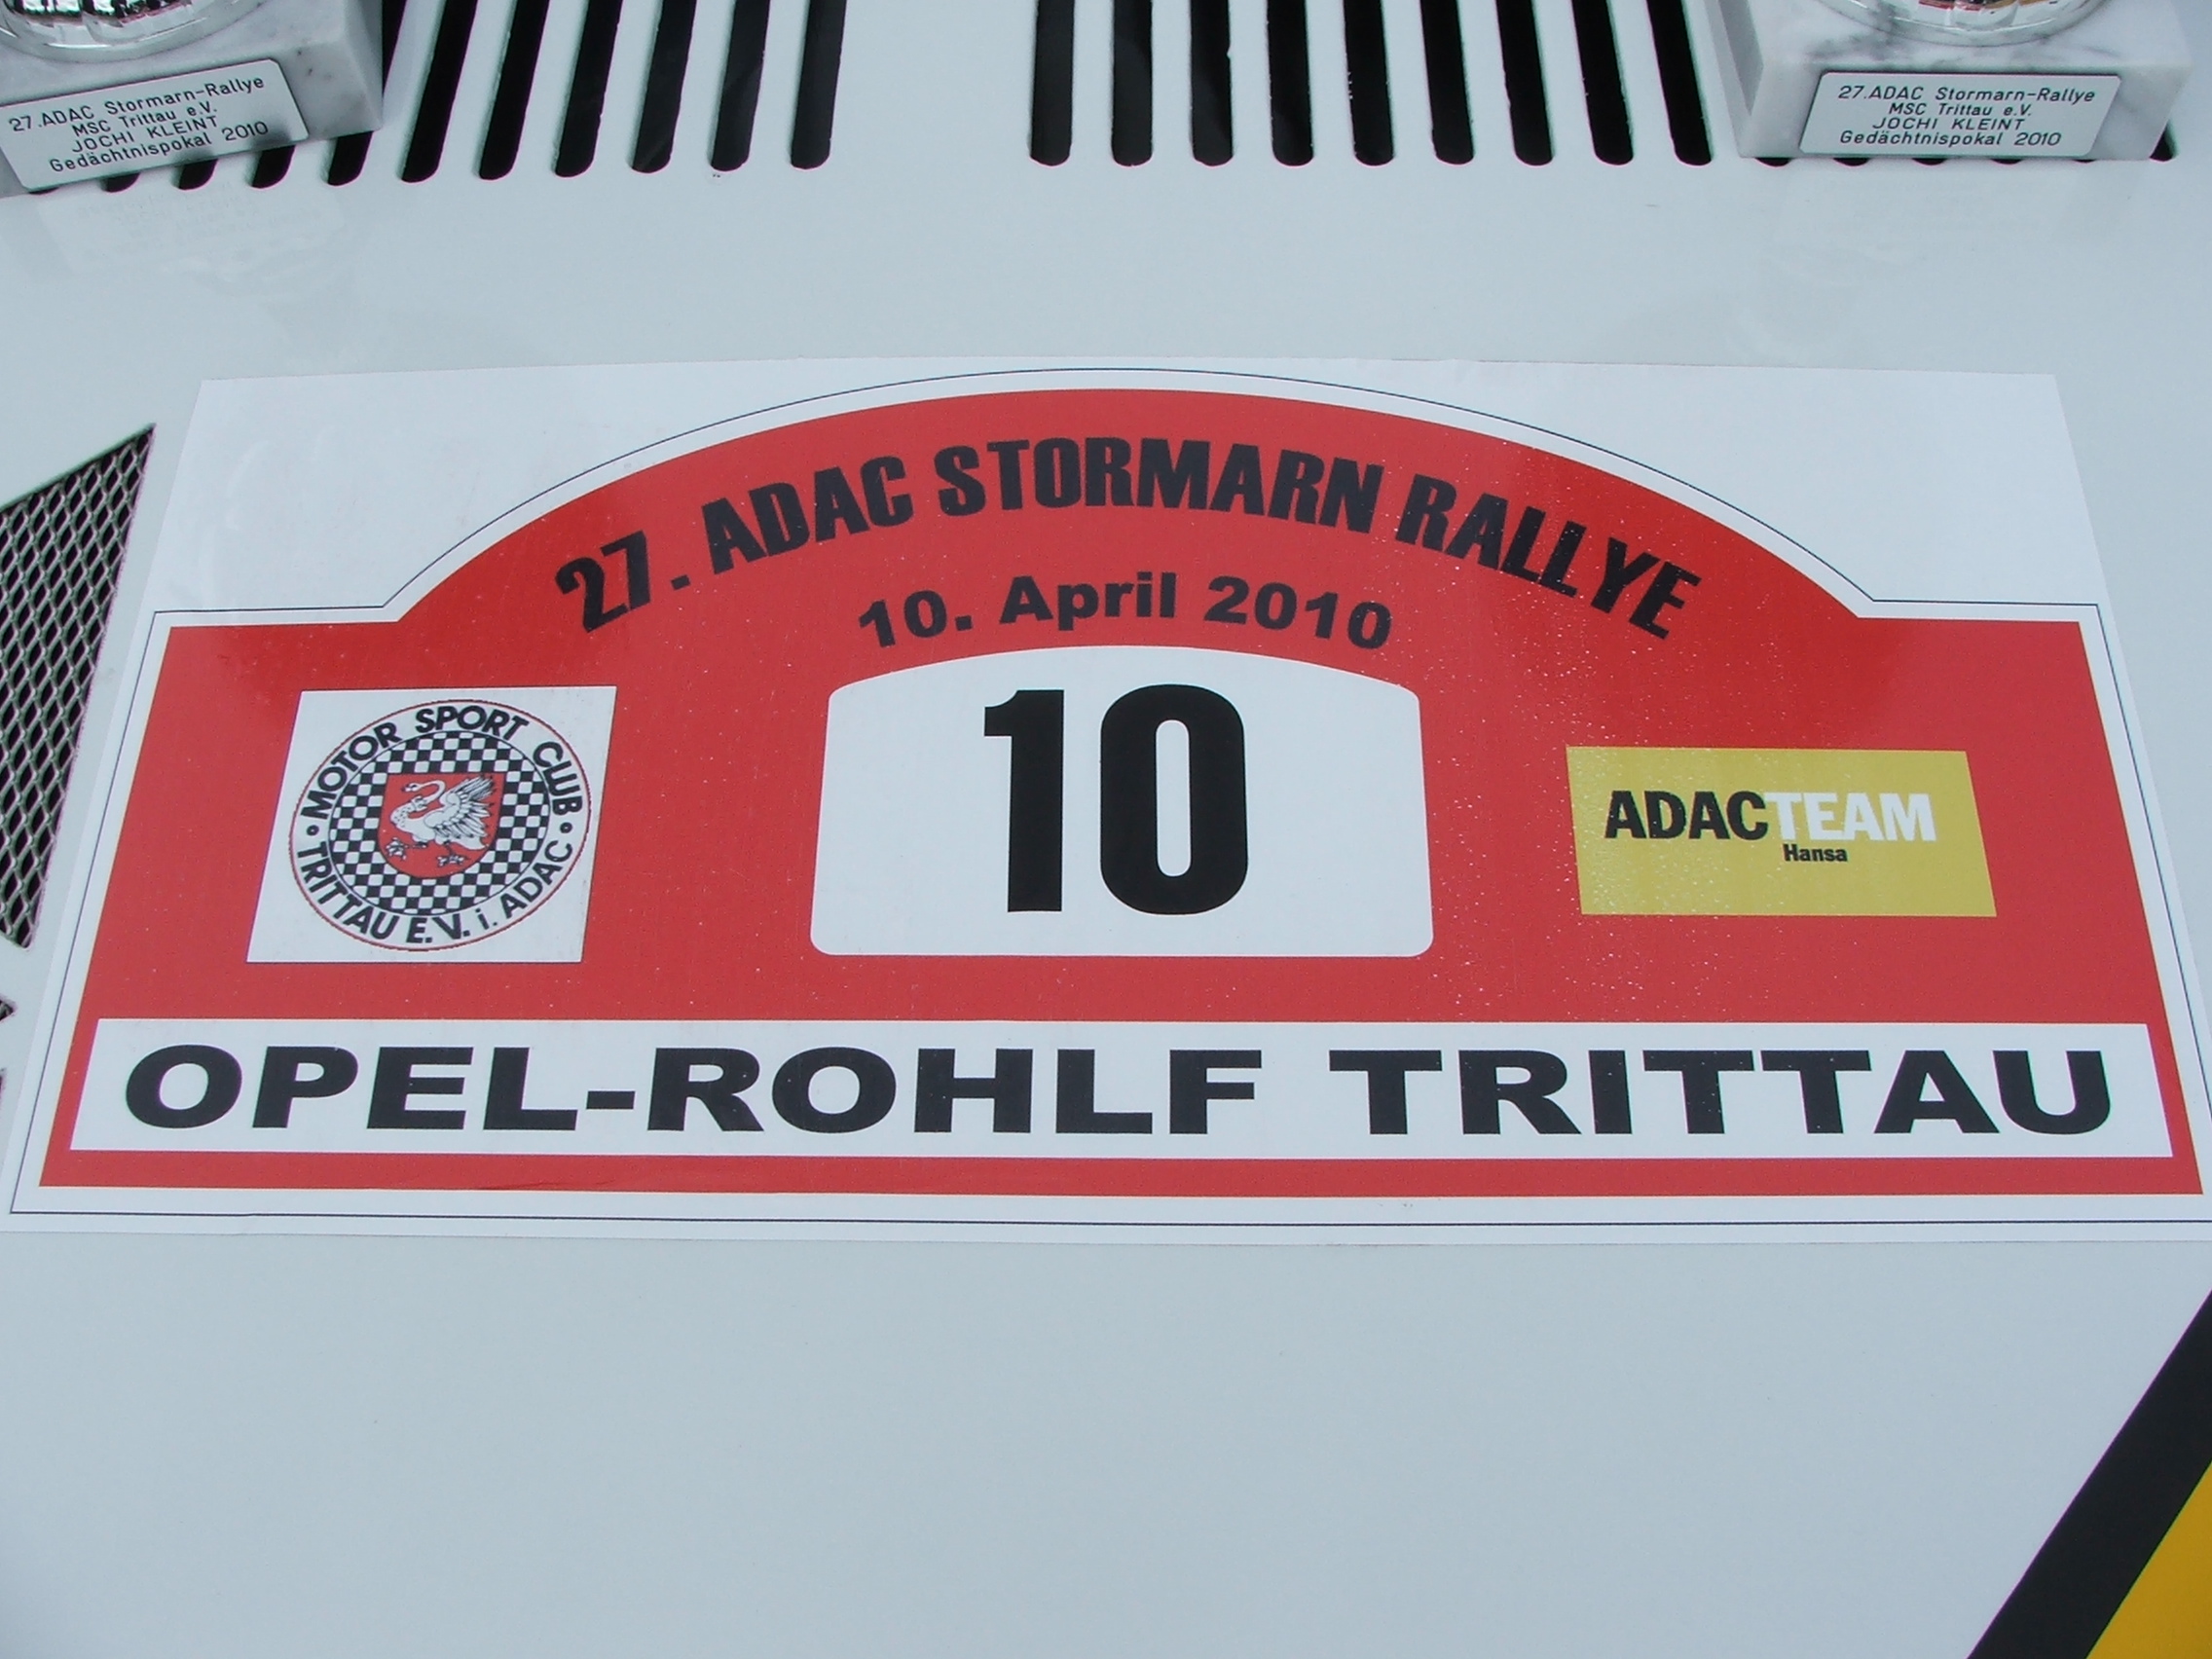 27.ADAC Stormarn-Rallye
MSC Trittau e.V.
JOCHI KLEINT
Gedächtnispokal 2010
27.ADAC Stormarn-Rallye
MSC Trittau e.V.
JOCHI KLEINT
Gedächtnispokal 2010
27. ADAC STORMARN RALLYE
10. April 2010
10
MOTOR SPORT CLUB
TRITTAU E.V. i. ADAC
ADACTEAM
Hansa
OPEL-ROHLF TRITTAU